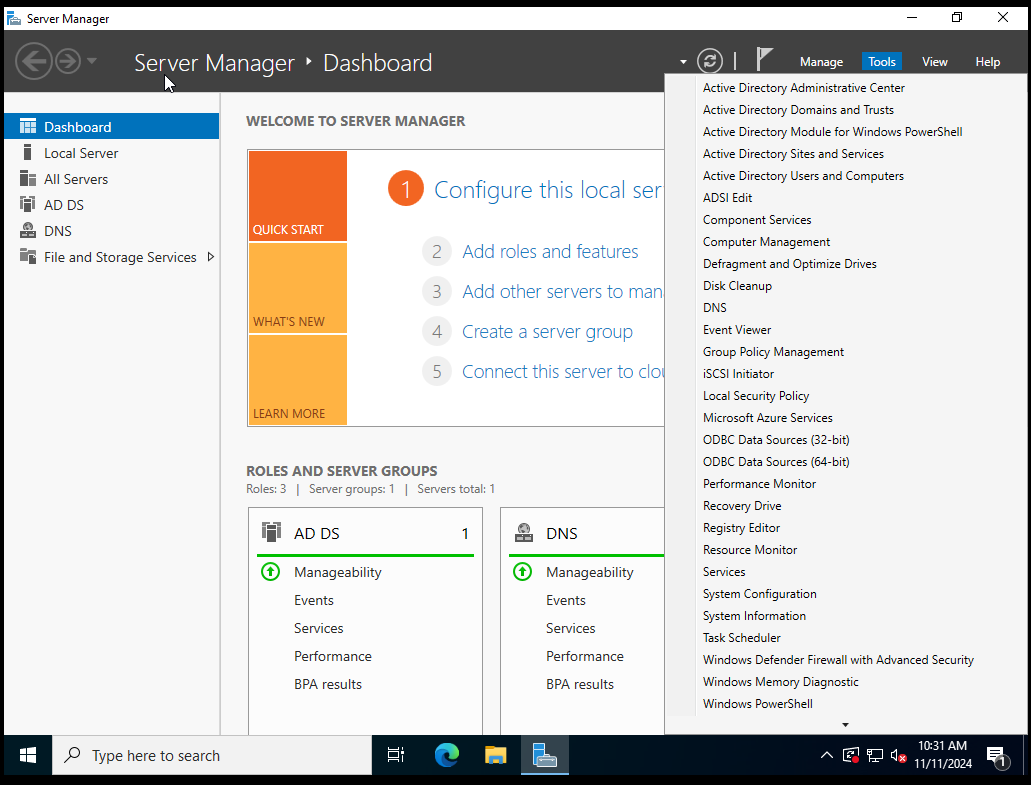 Server Manager
Server Manager ‣ Dashboard
Manage Tools View Help
Dashboard
Local Server
All Servers
AD DS
DNS
File and Storage Services
WELCOME TO SERVER MANAGER
QUICK START
WHAT'S NEW
LEARN MORE
1 Configure this local ser
2 Add roles and features
3 Add other servers to man
4 Create a server group
5 Connect this server to clou
ROLES AND SERVER GROUPS
Roles: 3 | Server groups: 1 | Servers total: 1
AD DS 1
Manageability
Events
Services
Performance
BPA results
DNS
Manageability
Events
Services
Performance
BPA results
Active Directory Administrative Center
Active Directory Domains and Trusts
Active Directory Module for Windows PowerShell
Active Directory Sites and Services
Active Directory Users and Computers
ADSI Edit
Component Services
Computer Management
Defragment and Optimize Drives
Disk Cleanup
DNS
Event Viewer
Group Policy Management
iSCSI Initiator
Local Security Policy
Microsoft Azure Services
ODBC Data Sources (32-bit)
ODBC Data Sources (64-bit)
Performance Monitor
Recovery Drive
Registry Editor
Resource Monitor
Services
System Configuration
System Information
Task Scheduler
Windows Defender Firewall with Advanced Security
Windows Memory Diagnostic
Windows PowerShell
Type here to search
10:31 AM
11/11/2024
1